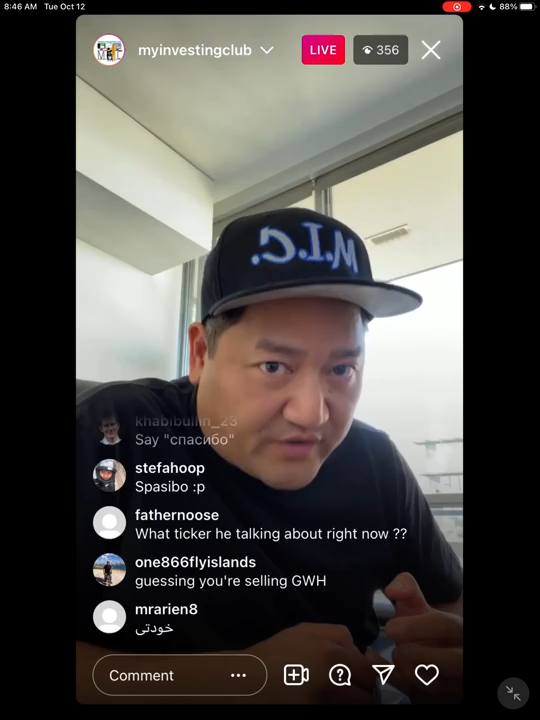 8:46 AM Tue Oct 12
88%
myinvestingclub
LIVE
356
M.I.C.
khabibullin_23
Say "спасибо"
stefahoop
Spasibo :p
fathernoose
What ticker he talking about right now ??
one866flyislands
guessing you're selling GWH
mrarien8
خودتی
Comment